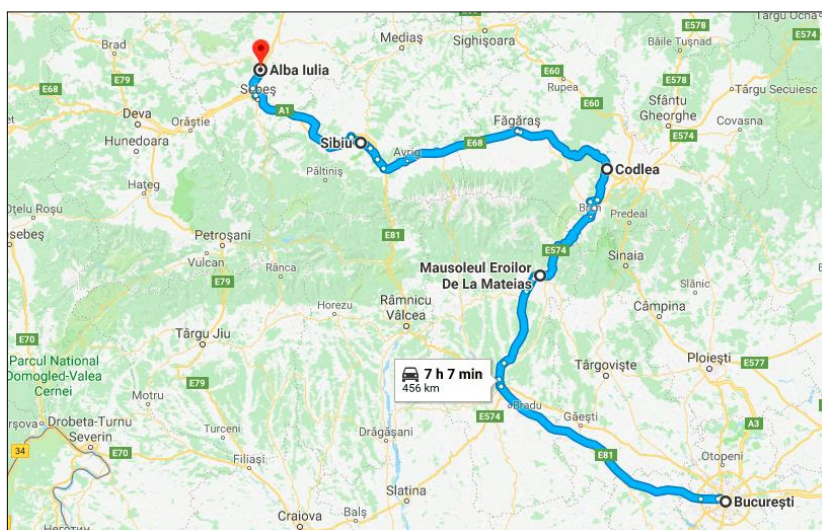 E578
Târgu Ocna
E574
Brad
Mediaș
Sighișoara
Băile Tușnad
E79
Alba Iulia
E60
E578
E68
Sebeș
Rupea
Târgu Secuiesc
Deva
A1
Făgăraș
E60
Sfântu
Gheorghe
Orăștie
Covasna
Hunedoara
Sibiu
Avrig
E68
E574
Păltiniș
Codlea
Hațeg
Bran
Predeal
Oțelu Roșu
E81
E574
Petroșani
Sinaia
Vulcan
Rânca
Mausoleul Eroilor
De La Mateias
Slănic
E79
Horezu
Râmnicu
Vâlcea
Câmpina
Târgu Jiu
E70
7 h 7 min
456 km
Târgoviște
Ploiești
E577
Parcul Național
Domogled-Valea
Cernei
E79
Motru
E574
Bradu
Găești
Drobeta-Turnu
Severin
Turceni
Drăgășani
A3
E70
34
Filiași
E81
Otopeni
Slatina
București
Craiova
Balș
Неготин